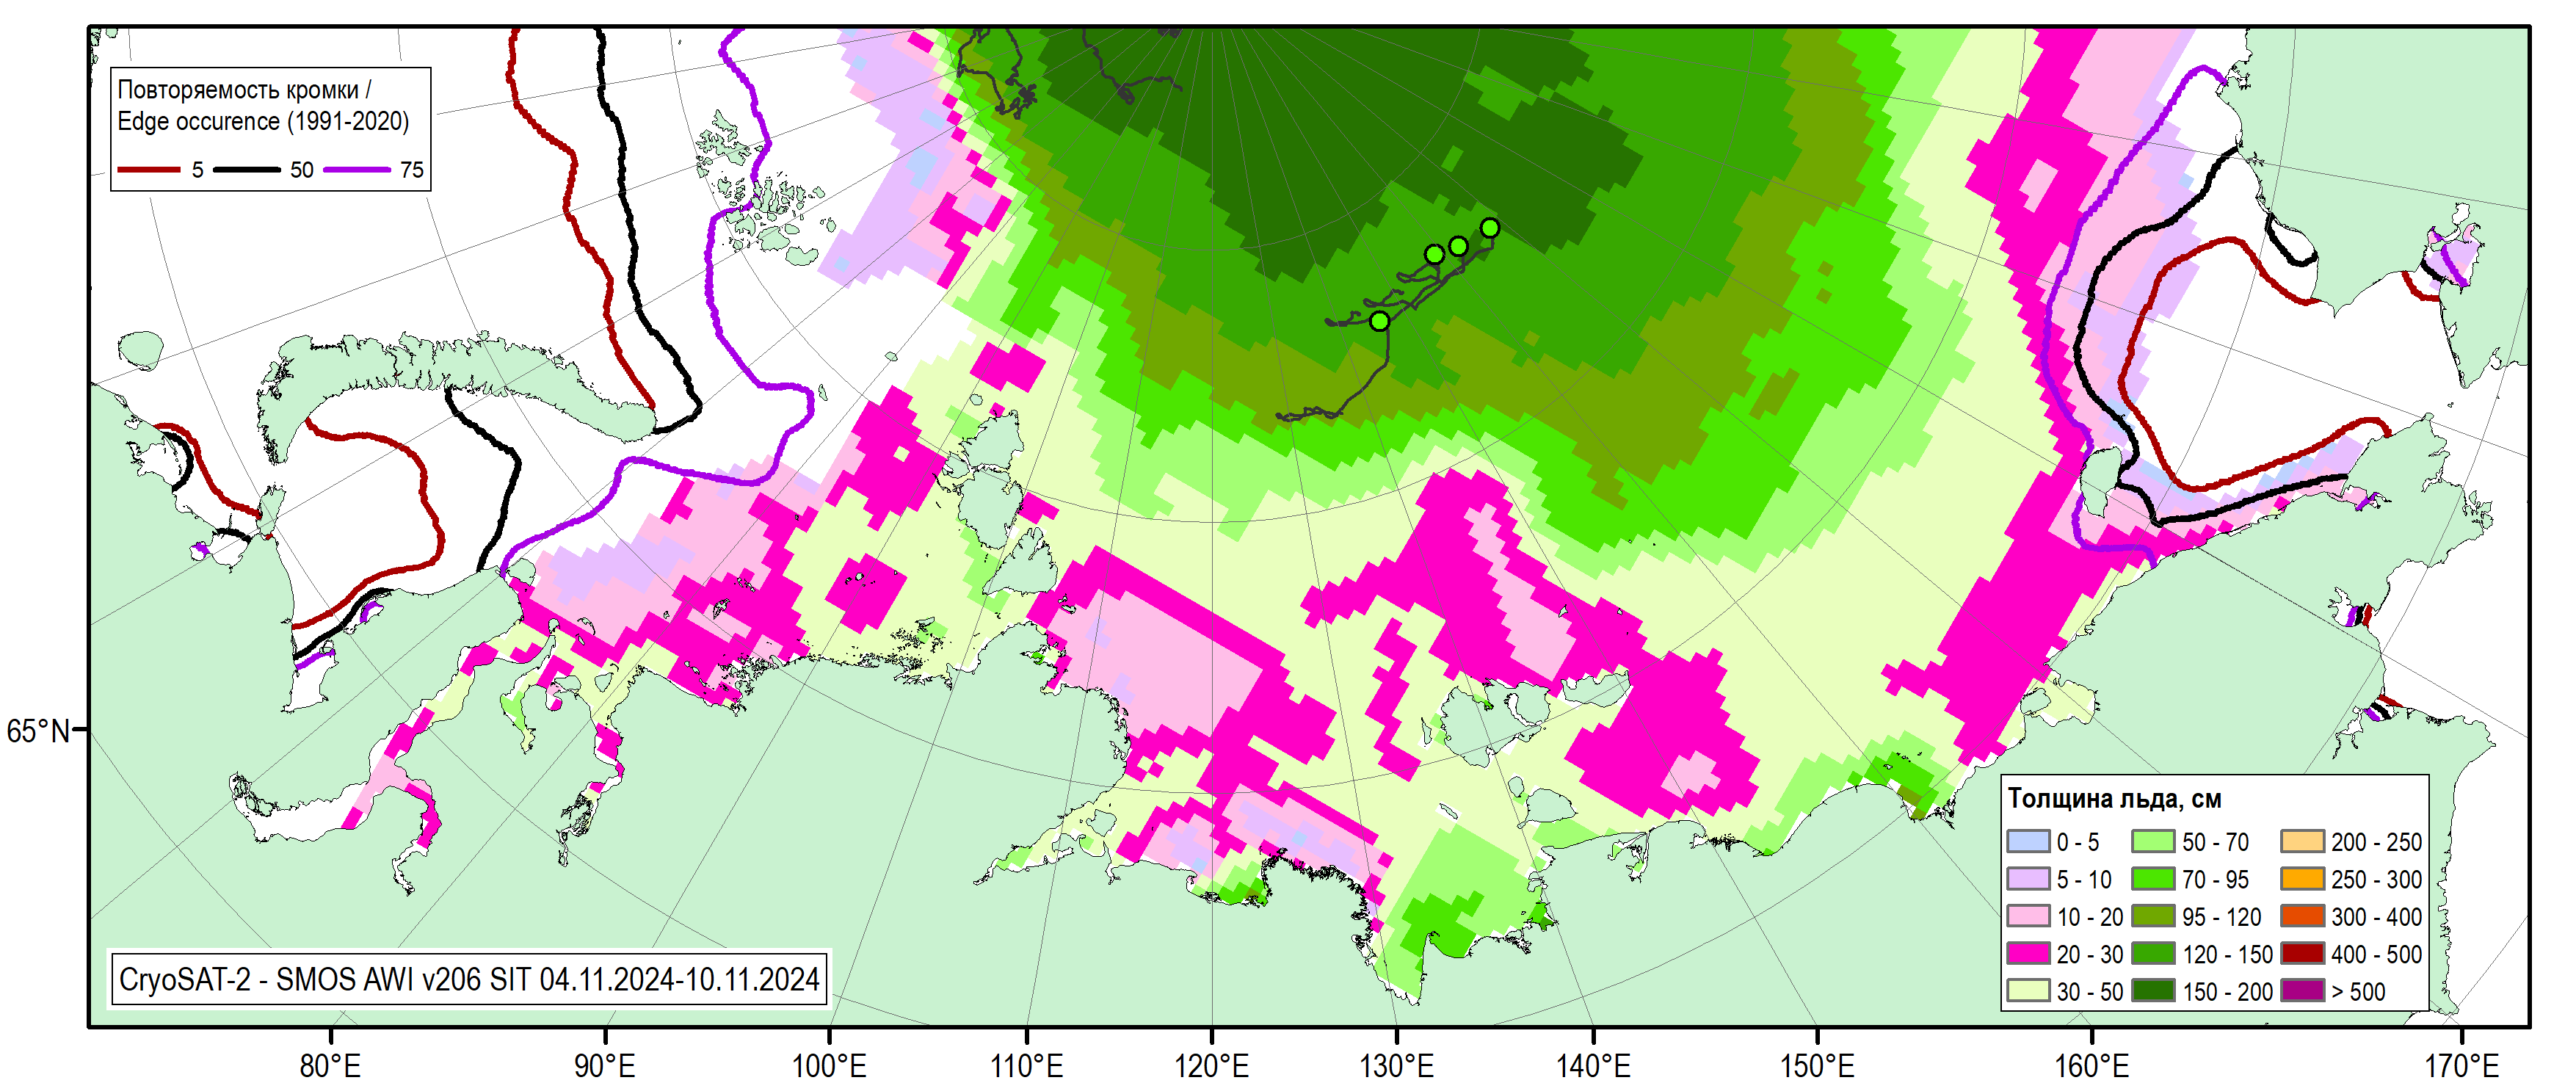 Повторяемость кромки /
Edge occurence (1991-2020)
5 50 75
65°N
CryoSAT-2 - SMOS AWI v206 SIT 04.11.2024-10.11.2024
Толщина льда, см
0 - 5 50 - 70 200 - 250
5 - 10 70 - 95 250 - 300
10 - 20 95 - 120 300 - 400
20 - 30 120 - 150 400 - 500
30 - 50 150 - 200 > 500
80°E 90°E 100°E 110°E 120°E 130°E 140°E 150°E 160°E 170°E